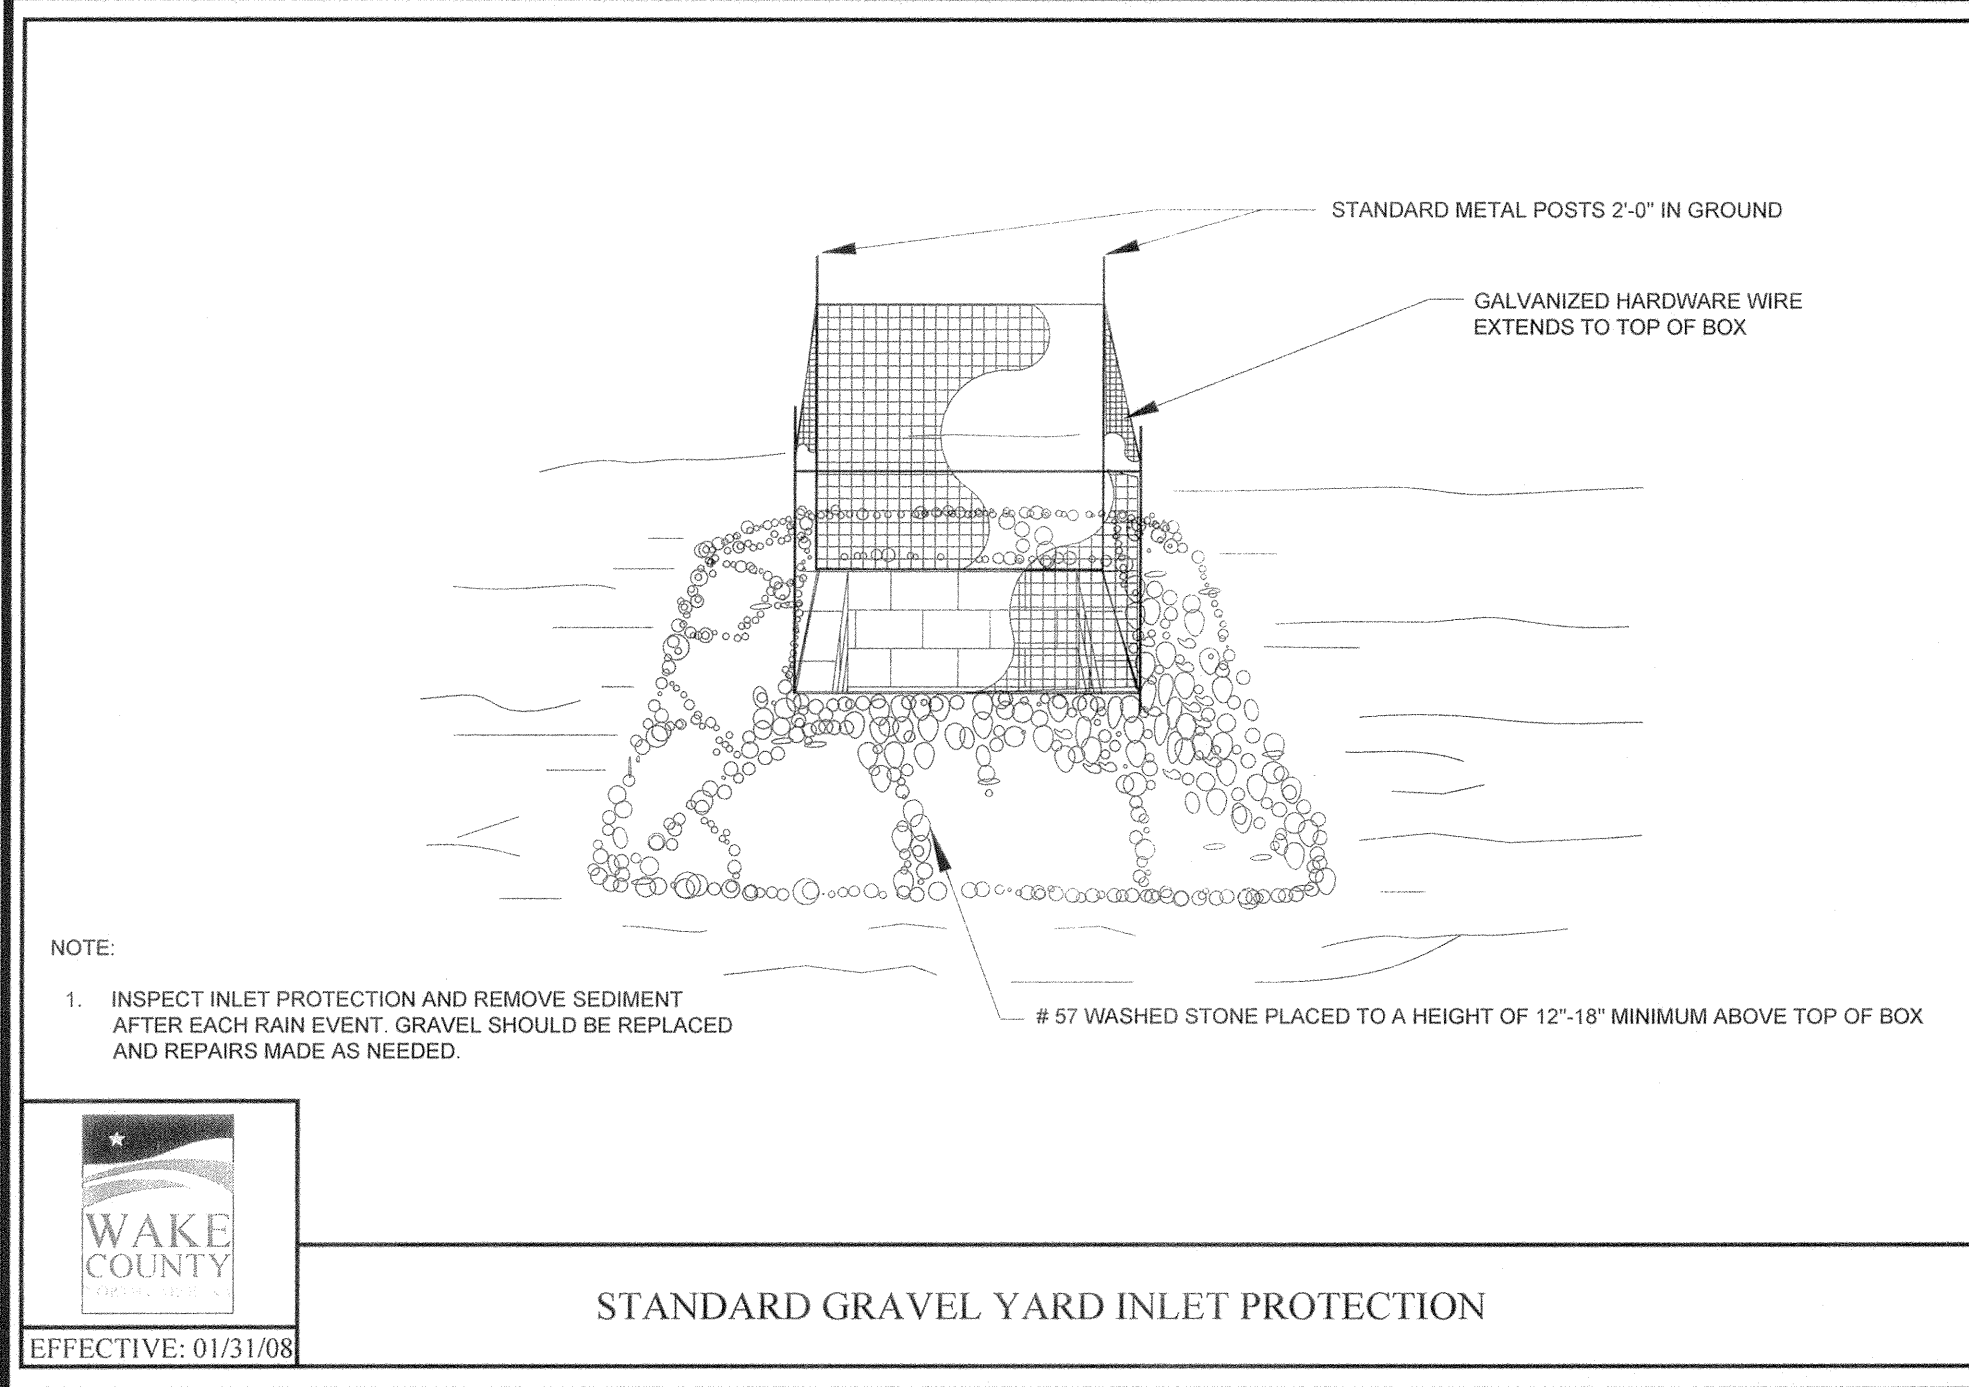 STANDARD METAL POSTS 2'-0" IN GROUND
GALVANIZED HARDWARE WIRE
EXTENDS TO TOP OF BOX
NOTE:
1. INSPECT INLET PROTECTION AND REMOVE SEDIMENT
AFTER EACH RAIN EVENT. GRAVEL SHOULD BE REPLACED
AND REPAIRS MADE AS NEEDED.
# 57 WASHED STONE PLACED TO A HEIGHT OF 12"-18" MINIMUM ABOVE TOP OF BOX
WAKE
COUNTY
NORTH CAROLINA
STANDARD GRAVEL YARD INLET PROTECTION
EFFECTIVE: 01/31/08